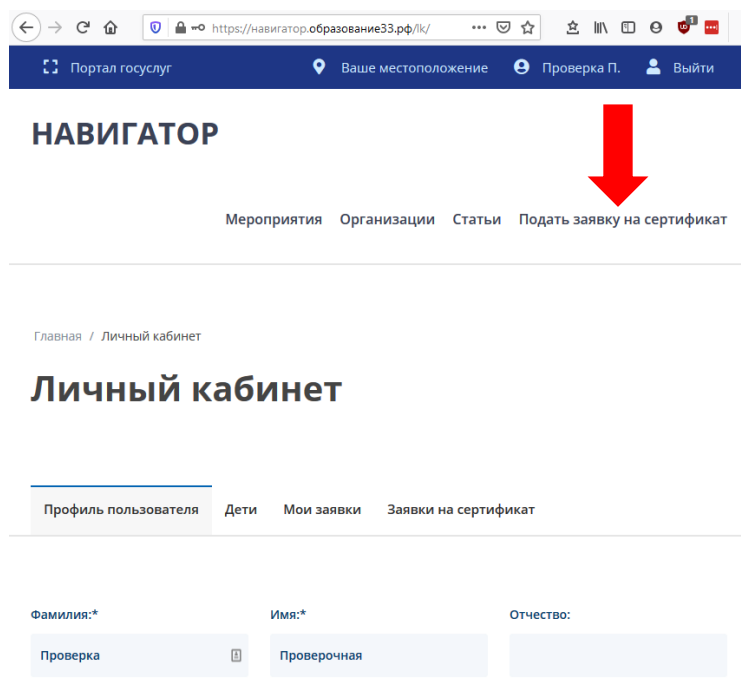 https://навигатор.образование33.рф/lk/
1
Портал госуслуг Ваше местоположение Проверка П. Выйти
НАВИГАТОР
Мероприятия Организации Статьи Подать заявку на сертификат
Главная / Личный кабинет
Личный кабинет
Профиль пользователя Дети Мои заявки Заявки на сертификат
Фамилия:* Имя:* Отчество:
Проверка Проверочная